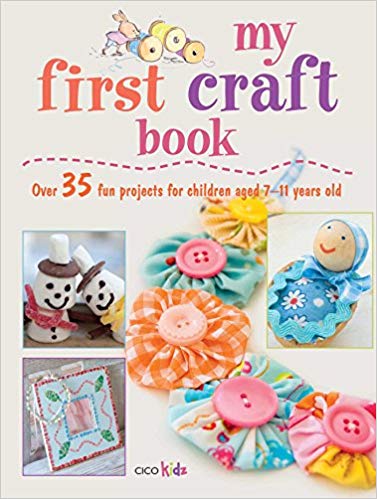 my
first craft
book
Over 35 fun projects for children aged 7–11 years old
CICO kidz